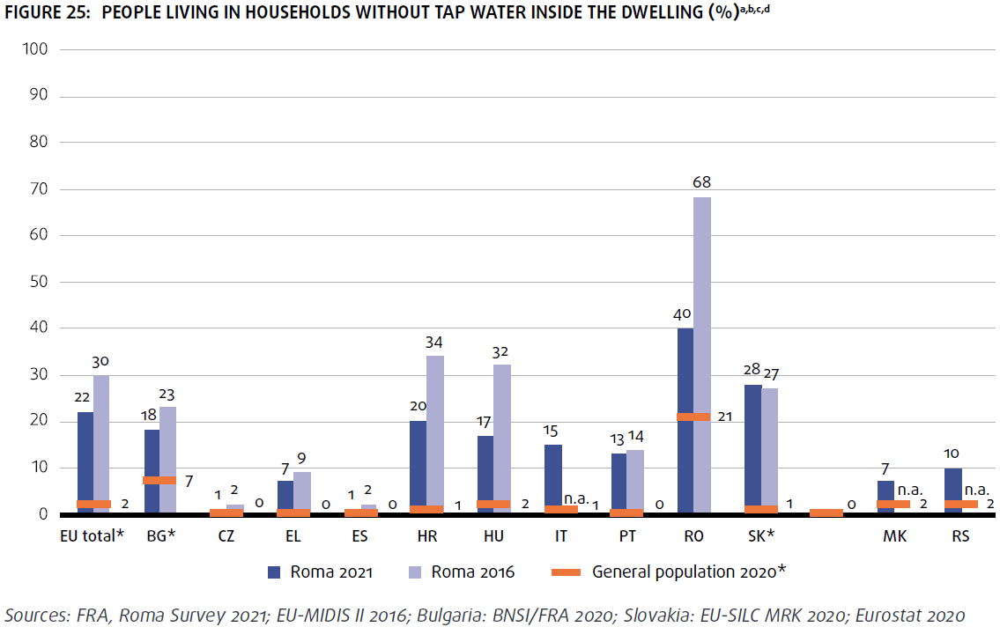 FIGURE 25: PEOPLE LIVING IN HOUSEHOLDS WITHOUT TAP WATER INSIDE THE DWELLING (%)a,b,c,d
100
90
80
70
60
50
40
30
20
10
0
22 30 2
18 23 7
1 2 0
7 9 0
1 2 0
20 34 1
17 32 2
15 n.a. 1
13 14 0
40 68 21
28 27 1
0
7 n.a. 2
10 n.a. 2
EU total* BG* CZ EL ES HR HU IT PT RO SK* MK RS
Roma 2021 Roma 2016 General population 2020*
Sources: FRA, Roma Survey 2021; EU-MIDIS II 2016; Bulgaria: BNSI/FRA 2020; Slovakia: EU-SILC MRK 2020; Eurostat 2020